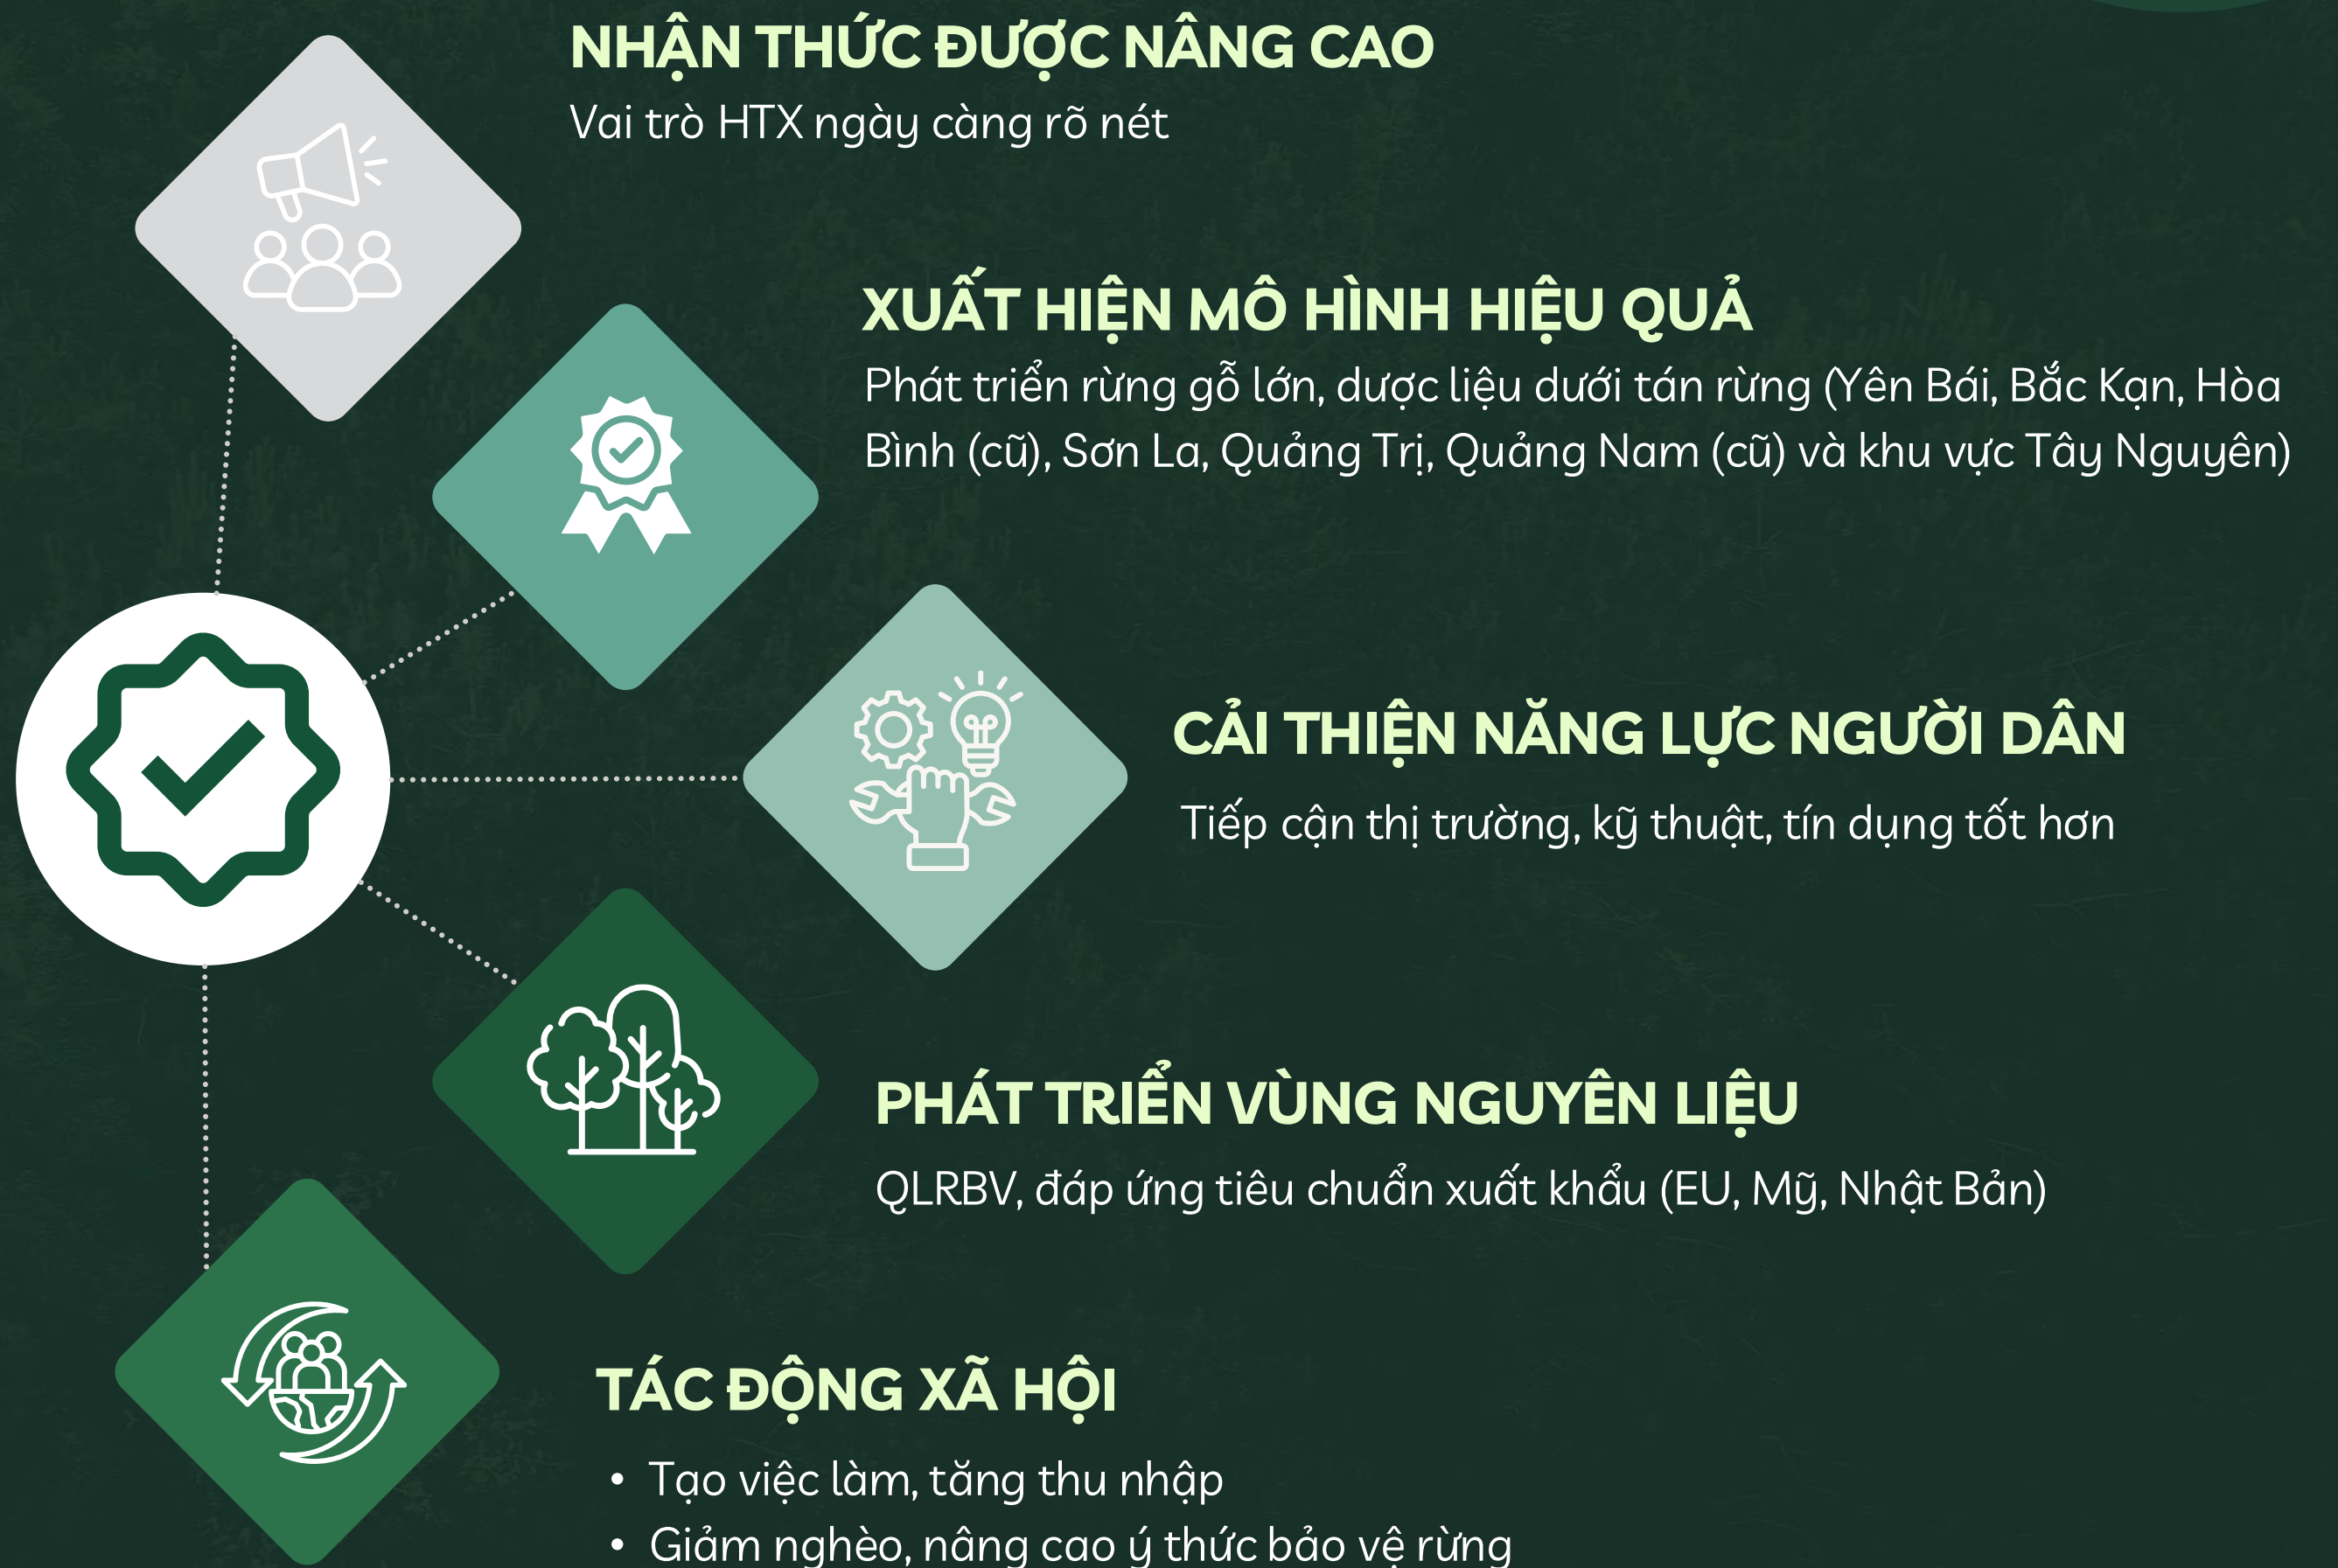 NHẬN THỨC ĐƯỢC NÂNG CAO
Vai trò HTX ngày càng rõ nét
XUẤT HIỆN MÔ HÌNH HIỆU QUẢ
Phát triển rừng gỗ lớn, dược liệu dưới tán rừng (Yên Bái, Bắc Kạn, Hòa
Bình (cũ), Sơn La, Quảng Trị, Quảng Nam (cũ) và khu vực Tây Nguyên)
CẢI THIỆN NĂNG LỰC NGƯỜI DÂN
Tiếp cận thị trường, kỹ thuật, tín dụng tốt hơn
PHÁT TRIỂN VÙNG NGUYÊN LIỆU
QLRBV, đáp ứng tiêu chuẩn xuất khẩu (EU, Mỹ, Nhật Bản)
TÁC ĐỘNG XÃ HỘI
• Tạo việc làm, tăng thu nhập
• Giảm nghèo, nâng cao ý thức bảo vệ rừng